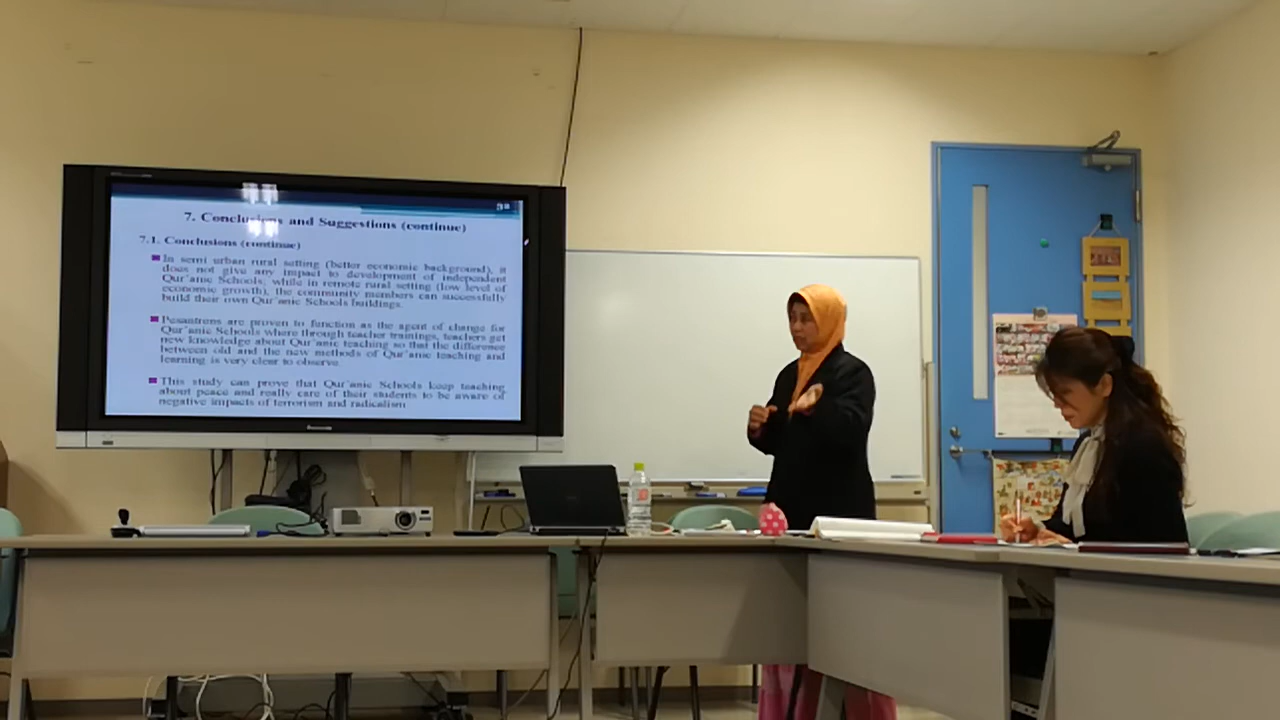 38
7. Conclusions and Suggestions (continue)
7.1. Conclusions (continue)
In semi urban rural setting (better economic background), it
does not give any impact to development of independent
Qur'anic Schools, while in remote rural setting (low level of
economic growth), the community members can successfully
build their own Qur'anic Schools buildings.
Pesantrens are proven to function as the agent of change for
Qur'anic Schools where through teacher trainings, teachers get
new knowledge about Qur'anic teaching so that the difference
between old and the new methods of Qur'anic teaching and
learning is very clear to observe.
This study can prove that Qur'anic Schools keep teaching
about peace and really care of their students to be aware of
negative impacts of terrorism and radicalism
Panasonic